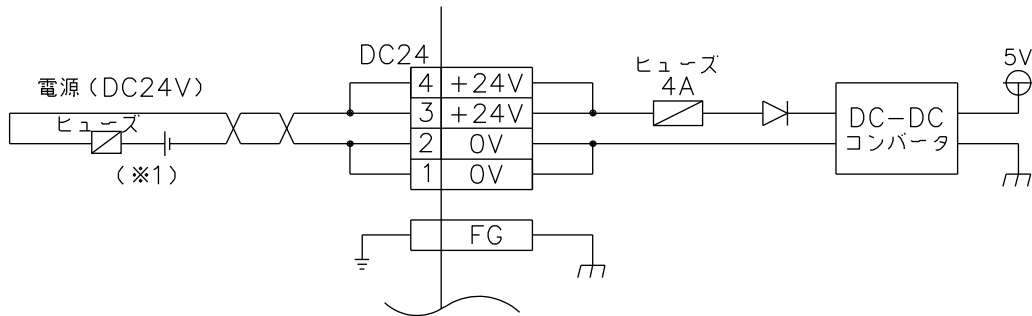 DC24
電源(DC24V)
ヒューズ
(※1)
4 +24V
3 +24V
2 0V
1 0V
FG
ヒューズ
4A
DC-DC
コンバータ
5V